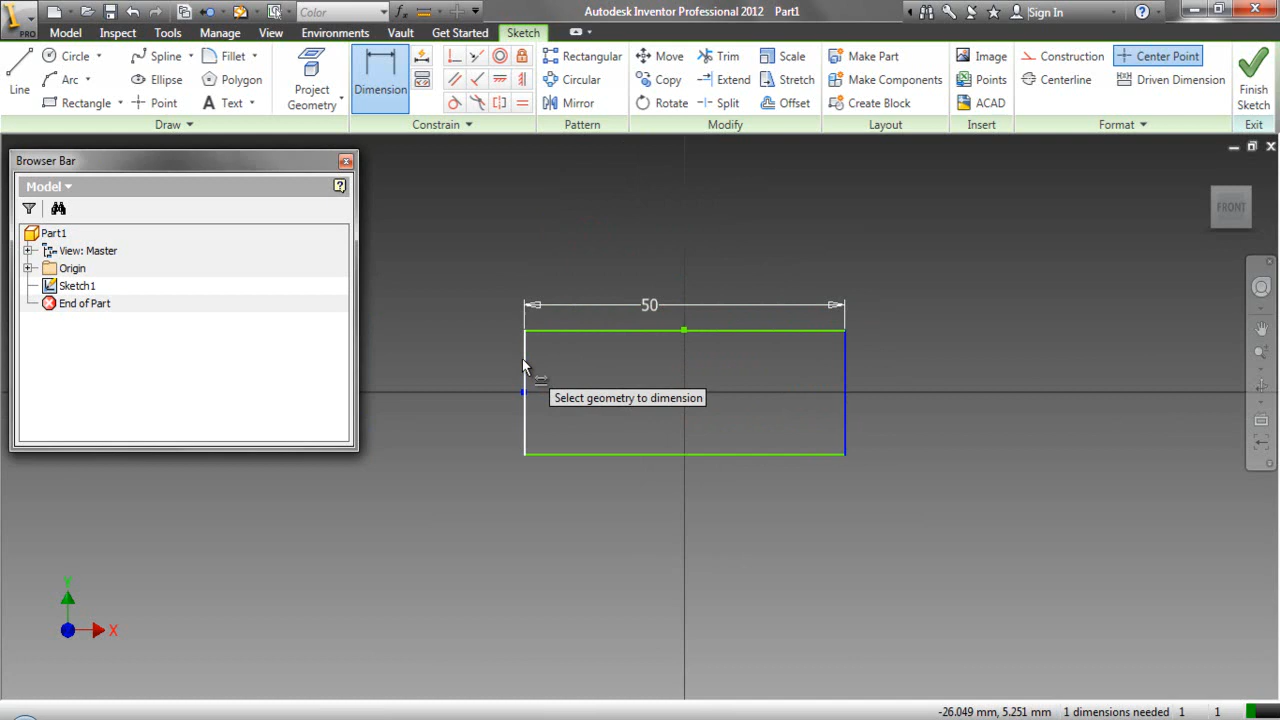 Color
Autodesk Inventor Professional 2012 Part1
Sign In
PRO
Model Inspect Tools Manage View Environments Vault Get Started Sketch
Line
Circle Spline Fillet
Arc Ellipse Polygon
Rectangle Point Text
Draw
Project Geometry
Dimension
Constrain
Rectangular
Circular
Mirror
Pattern
Move Trim Scale
Copy Extend Stretch
Rotate Split Offset
Modify
Make Part
Make Components
Create Block
Layout
Image
Points
ACAD
Insert
Construction Center Point
Centerline Driven Dimension
Format
Finish Sketch
Exit
Browser Bar
Model
Part1
View: Master
Origin
Sketch1
End of Part
FRONT
50
Select geometry to dimension
Y
X
-26.049 mm, 5.251 mm 1 dimensions needed 1 1